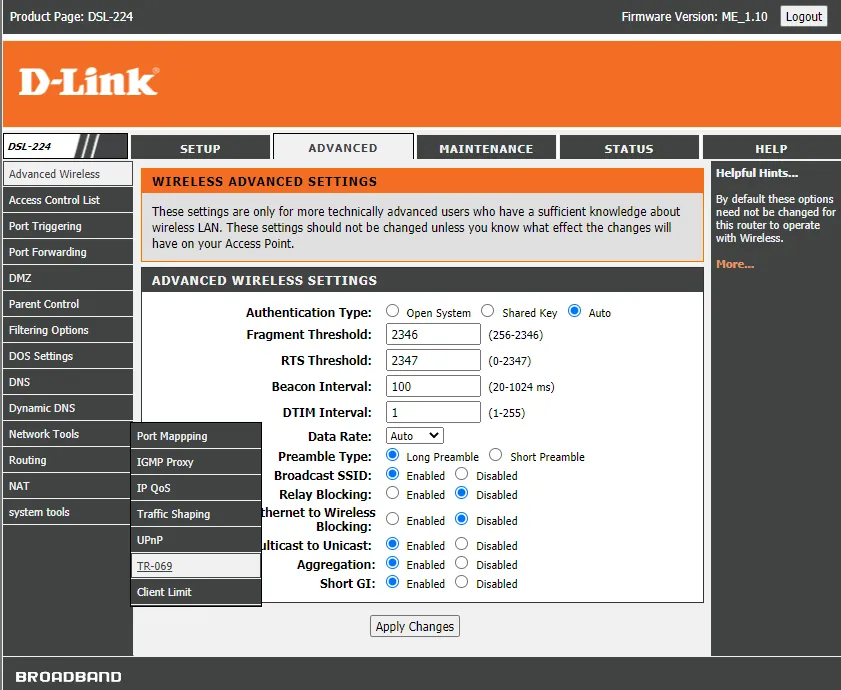 Product Page: DSL-224
Firmware Version: ME_1.10
Logout
D-Link®
DSL-224
SETUP
ADVANCED
MAINTENANCE
STATUS
HELP
Advanced Wireless
Access Control List
Port Triggering
Port Forwarding
DMZ
Parent Control
Filtering Options
DOS Settings
DNS
Dynamic DNS
Network Tools
Routing
NAT
system tools
Port Mappping
IGMP Proxy
IP QoS
Traffic Shaping
UPnP
TR-069
Client Limit
WIRELESS ADVANCED SETTINGS
These settings are only for more technically advanced users who have a sufficient knowledge about
wireless LAN. These settings should not be changed unless you know what effect the changes will
have on your Access Point.
ADVANCED WIRELESS SETTINGS
Authentication Type: Open System Shared Key Auto
Fragment Threshold: 2346 (256-2346)
RTS Threshold: 2347 (0-2347)
Beacon Interval: 100 (20-1024 ms)
DTIM Interval: 1 (1-255)
Data Rate: Auto
Preamble Type: Long Preamble Short Preamble
Broadcast SSID: Enabled Disabled
Relay Blocking: Enabled Disabled
thernet to Wireless
Blocking: Enabled Disabled
ulticast to Unicast: Enabled Disabled
Aggregation: Enabled Disabled
Short GI: Enabled Disabled
Apply Changes
Helpful Hints...
By default these options
need not be changed for
this router to operate
with Wireless.
More...
BROADBAND